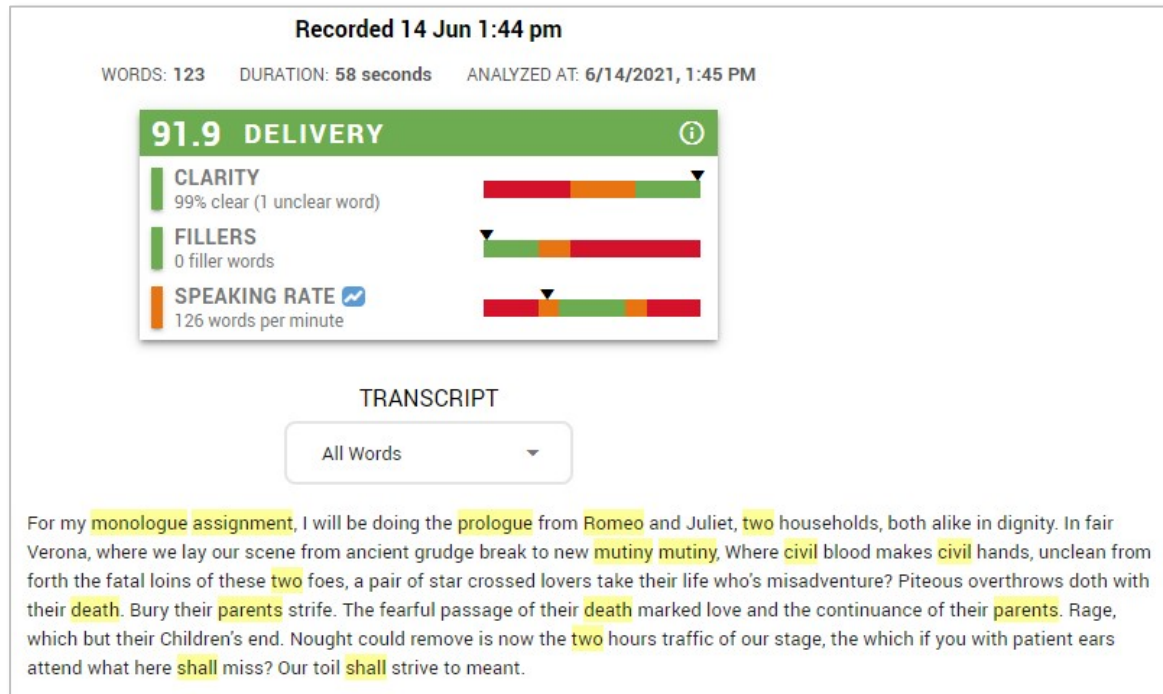 Recorded 14 Jun 1:44 pm
WORDS: 123 DURATION: 58 seconds ANALYZED AT: 6/14/2021, 1:45 PM
91.9 DELIVERY
CLARITY
99% clear (1 unclear word)
FILLERS
0 filler words
SPEAKING RATE
126 words per minute
TRANSCRIPT
All Words
For my monologue assignment, I will be doing the prologue from Romeo and Juliet, two households, both alike in dignity. In fair
Verona, where we lay our scene from ancient grudge break to new mutiny mutiny, Where civil blood makes civil hands, unclean from
forth the fatal loins of these two foes, a pair of star crossed lovers take their life who's misadventure? Piteous overthrows doth with
their death. Bury their parents strife. The fearful passage of their death marked love and the continuance of their parents. Rage,
which but their Children's end. Nought could remove is now the two hours traffic of our stage, the which if you with patient ears
attend what here shall miss? Our toil shall strive to meant.